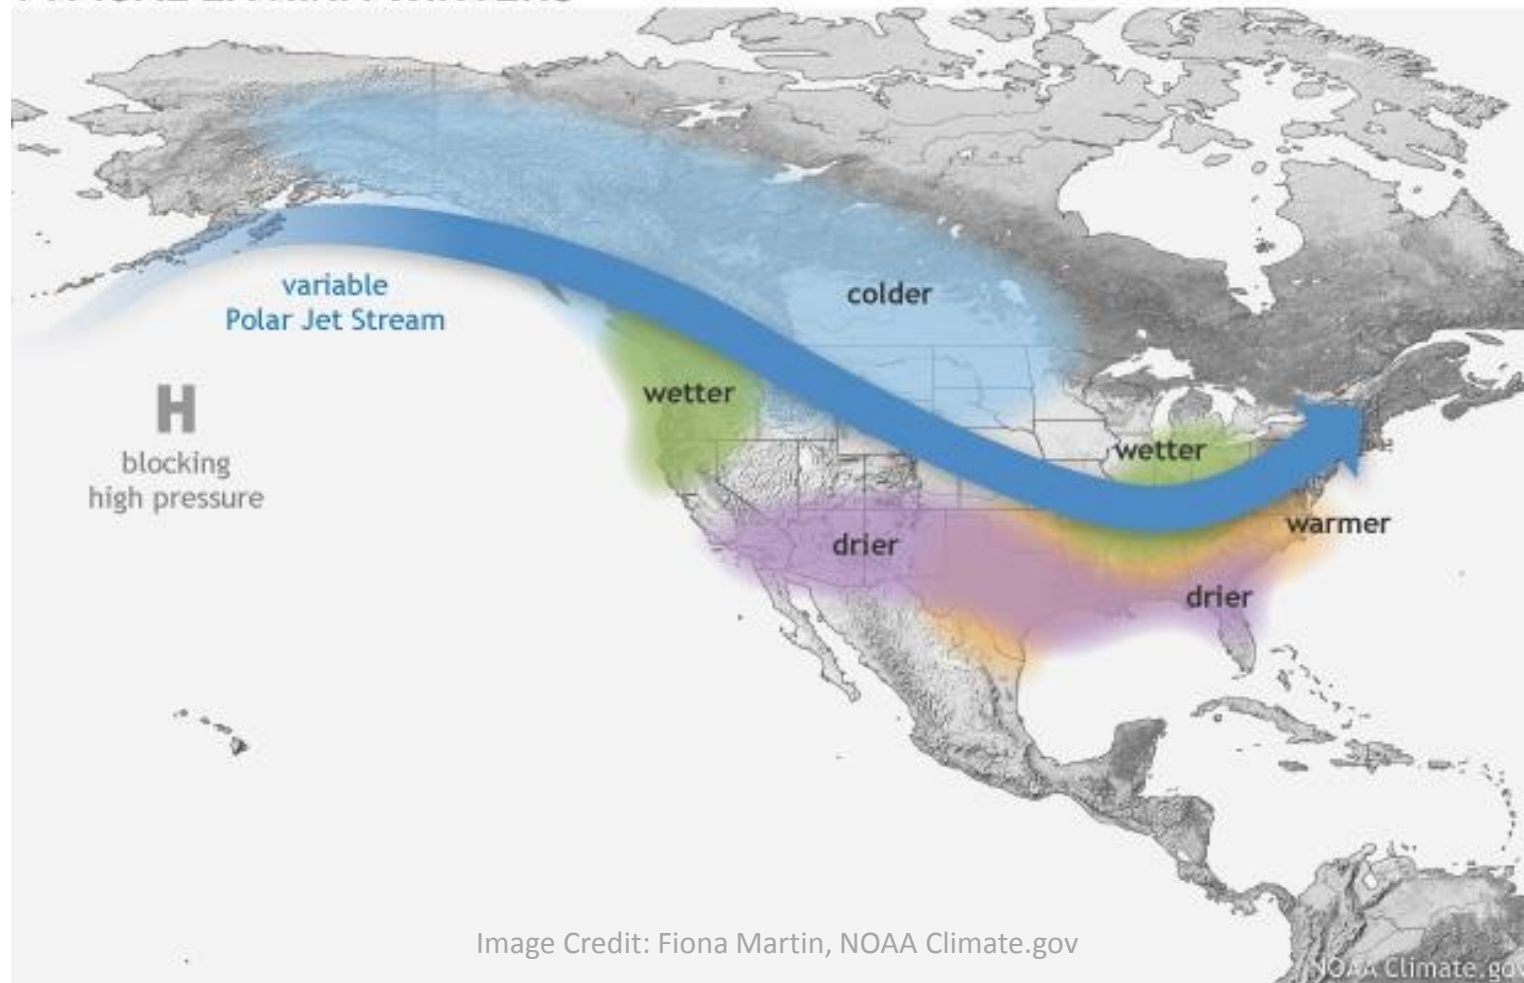 variable
Polar Jet Stream
colder
wetter
H
blocking
high pressure
wetter
warmer
drier
drier
Image Credit: Fiona Martin, NOAA Climate.gov
NOAA Climate.gov